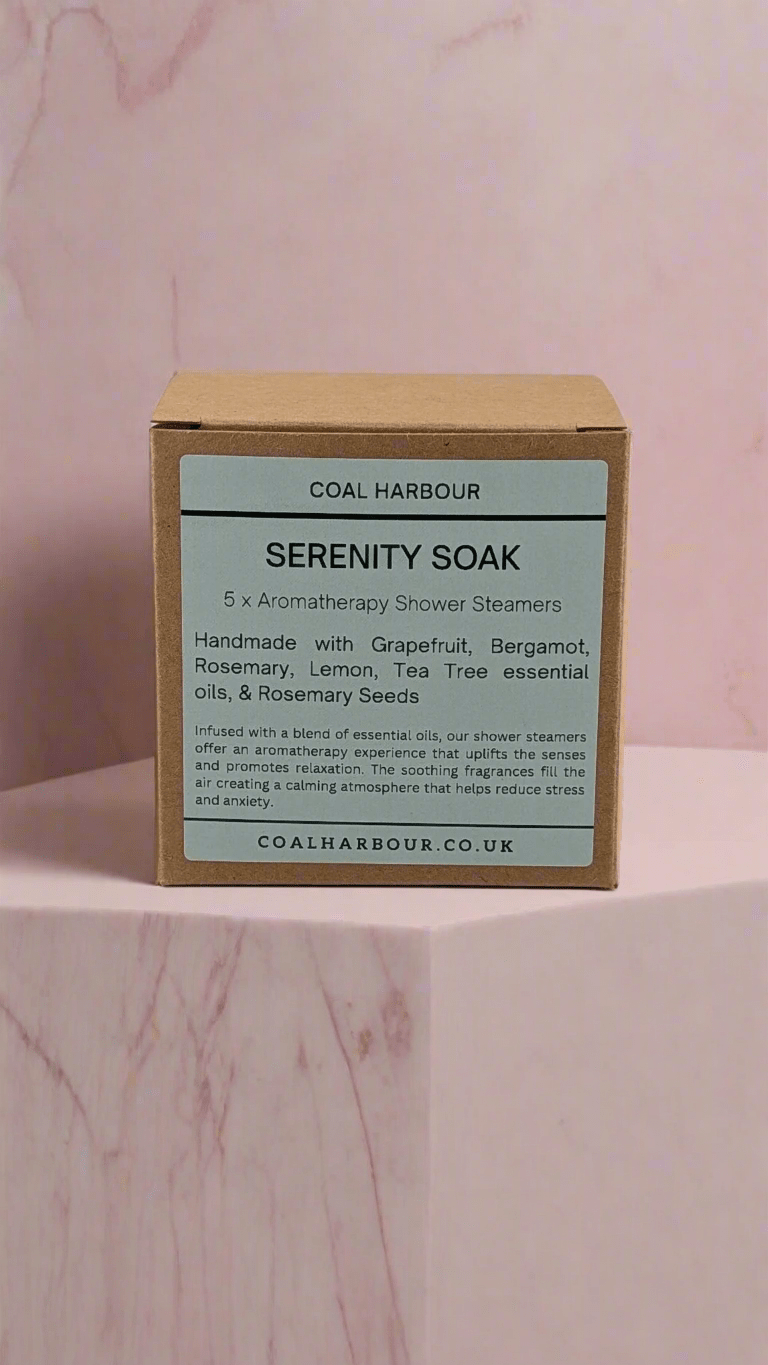 COAL HARBOUR
SERENITY SOAK
5 x Aromatherapy Shower Steamers
Handmade with Grapefruit, Bergamot,
Rosemary, Lemon, Tea Tree essential
oils, & Rosemary Seeds
Infused with a blend of essential oils, our shower steamers
offer an aromatherapy experience that uplifts the senses
and promotes relaxation. The soothing fragrances fill the
air creating a calming atmosphere that helps reduce stress
and anxiety.
COALHARBOUR.CO.UK